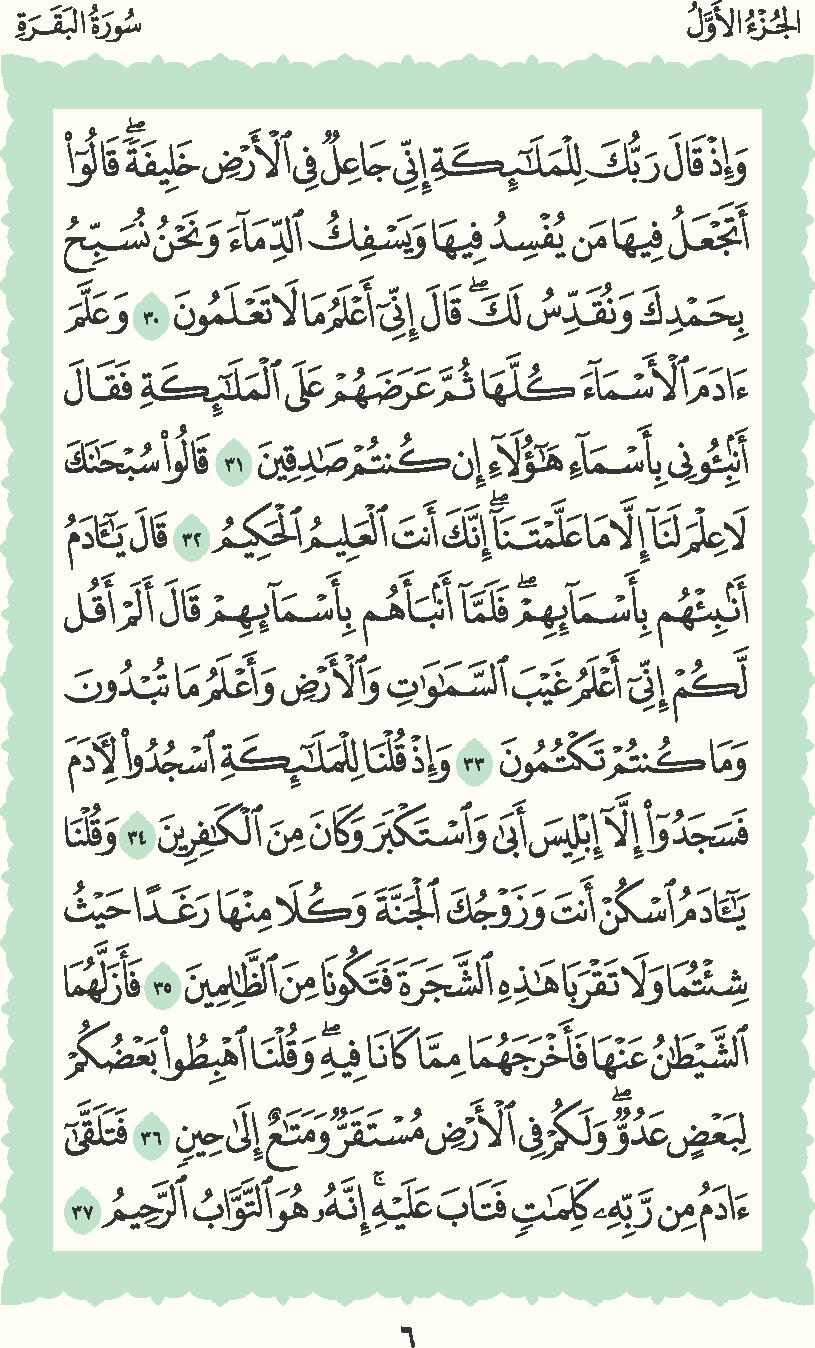 الجُزْءُ الأَوَّلُ
سُورَةُ البَقَرَةِ
وَإِذْ قَالَ رَبُّكَ لِلْمَلَٰٓئِكَةِ إِنِّي جَاعِلٌ فِي ٱلْأَرْضِ خَلِيفَةٗۖ قَالُوٓاْ
أَتَجْعَلُ فِيهَا مَن يُفْسِدُ فِيهَا وَيَسْفِكُ ٱلدِّمَآءَ وَنَحْنُ نُسَبِّحُ
بِحَمْدِكَ وَنُقَدِّسُ لَكَۖ قَالَ إِنِّيٓ أَعْلَمُ مَا لَا تَعْلَمُونَ ٣٠ وَعَلَّمَ
ءَادَمَ ٱلْأَسْمَآءَ كُلَّهَا ثُمَّ عَرَضَهُمْ عَلَى ٱلْمَلَٰٓئِكَةِ فَقَالَ
أَنۢبِـُٔونِي بِأَسْمَآءِ هَٰٓؤُلَآءِ إِن كُنتُمْ صَٰدِقِينَ ٣١ قَالُواْ سُبْحَٰنَكَ
لَا عِلْمَ لَنَآ إِلَّا مَا عَلَّمْتَنَآۖ إِنَّكَ أَنتَ ٱلْعَلِيمُ ٱلْحَكِيمُ ٣٢ قَالَ يَٰٓـَٔادَمُ
أَنۢبِئْهُم بِأَسْمَآئِهِمْۖ فَلَمَّآ أَنۢبَأَهُم بِأَسْمَآئِهِمْ قَالَ أَلَمْ أَقُل
لَّكُمْ إِنِّيٓ أَعْلَمُ غَيْبَ ٱلسَّمَٰوَٰتِ وَٱلْأَرْضِ وَأَعْلَمُ مَا تُبْدُونَ
وَمَا كُنتُمْ تَكْتُمُونَ ٣٣ وَإِذْ قُلْنَا لِلْمَلَٰٓئِكَةِ ٱسْجُدُواْ لِأٓدَمَ
فَسَجَدُوٓاْ إِلَّآ إِبْلِيسَ أَبَىٰ وَٱسْتَكْبَرَ وَكَانَ مِنَ ٱلْكَٰفِرِينَ ٣٤ وَقُلْنَا
يَٰٓـَٔادَمُ ٱسْكُنْ أَنتَ وَزَوْجُكَ ٱلْجَنَّةَ وَكُلَا مِنْهَا رَغَدًا حَيْثُ
شِئْتُمَا وَلَا تَقْرَبَا هَٰذِهِ ٱلشَّجَرَةَ فَتَكُونَا مِنَ ٱلظَّٰلِمِينَ ٣٥ فَأَزَلَّهُمَا
ٱلشَّيْطَٰنُ عَنْهَا فَأَخْرَجَهُمَا مِمَّا كَانَا فِيهِۖ وَقُلْنَا ٱهْبِطُواْ بَعْضُكُمْ
لِبَعْضٍ عَدُوّٞۖ وَلَكُمْ فِي ٱلْأَرْضِ مُسْتَقَرّٞ وَمَتَٰعٌ إِلَىٰ حِينٖ ٣٦ فَتَلَقَّىٰٓ
ءَادَمُ مِن رَّبِّهِۦ كَلِمَٰتٖ فَتَابَ عَلَيْهِۚ إِنَّهُۥ هُوَ ٱلتَّوَّابُ ٱلرَّحِيمُ ٣٧
٦